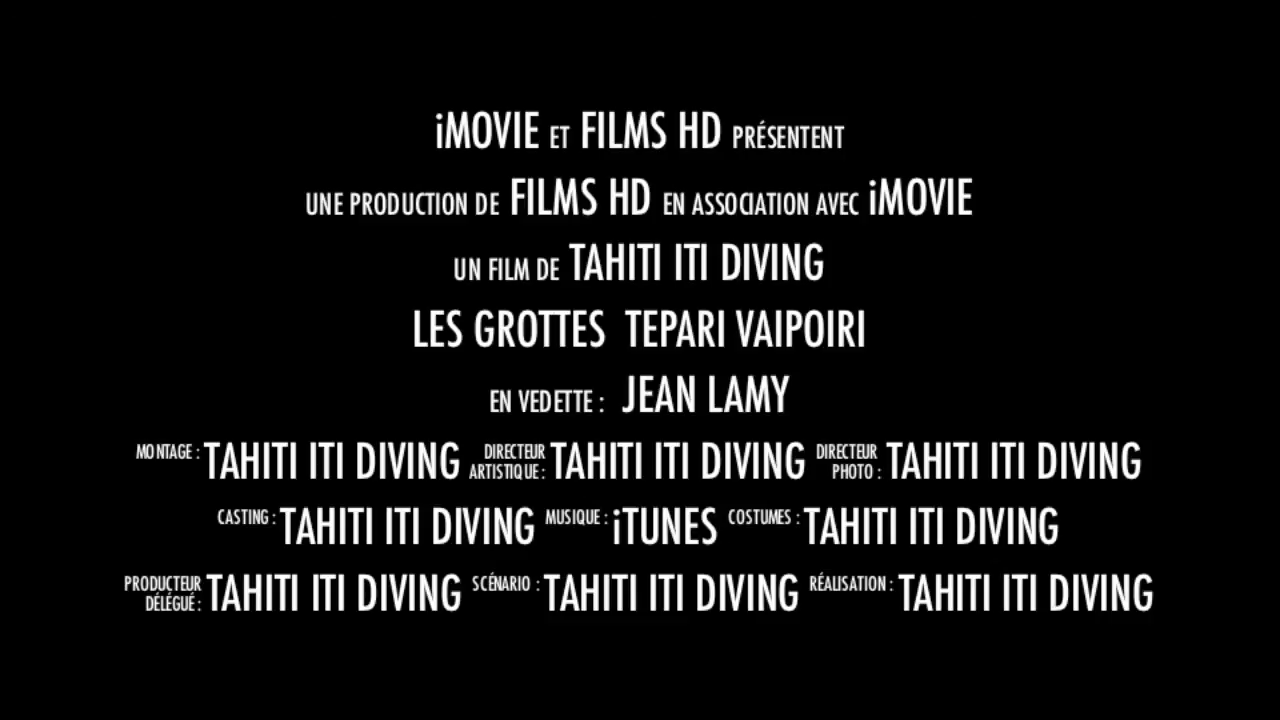 iMOVIE ET FILMS HD PRÉSENTENT
UNE PRODUCTION DE FILMS HD EN ASSOCIATION AVEC iMOVIE
UN FILM DE TAHITI ITI DIVING
LES GROTTES TEPARI VAIPOIRI
EN VEDETTE : JEAN LAMY
MONTAGE : TAHITI ITI DIVING DIRECTEUR ARTISTIQUE : TAHITI ITI DIVING DIRECTEUR PHOTO : TAHITI ITI DIVING
CASTING : TAHITI ITI DIVING MUSIQUE : iTUNES COSTUMES : TAHITI ITI DIVING
PRODUCTEUR DÉLÉGUÉ : TAHITI ITI DIVING SCÉNARIO : TAHITI ITI DIVING RÉALISATION : TAHITI ITI DIVING